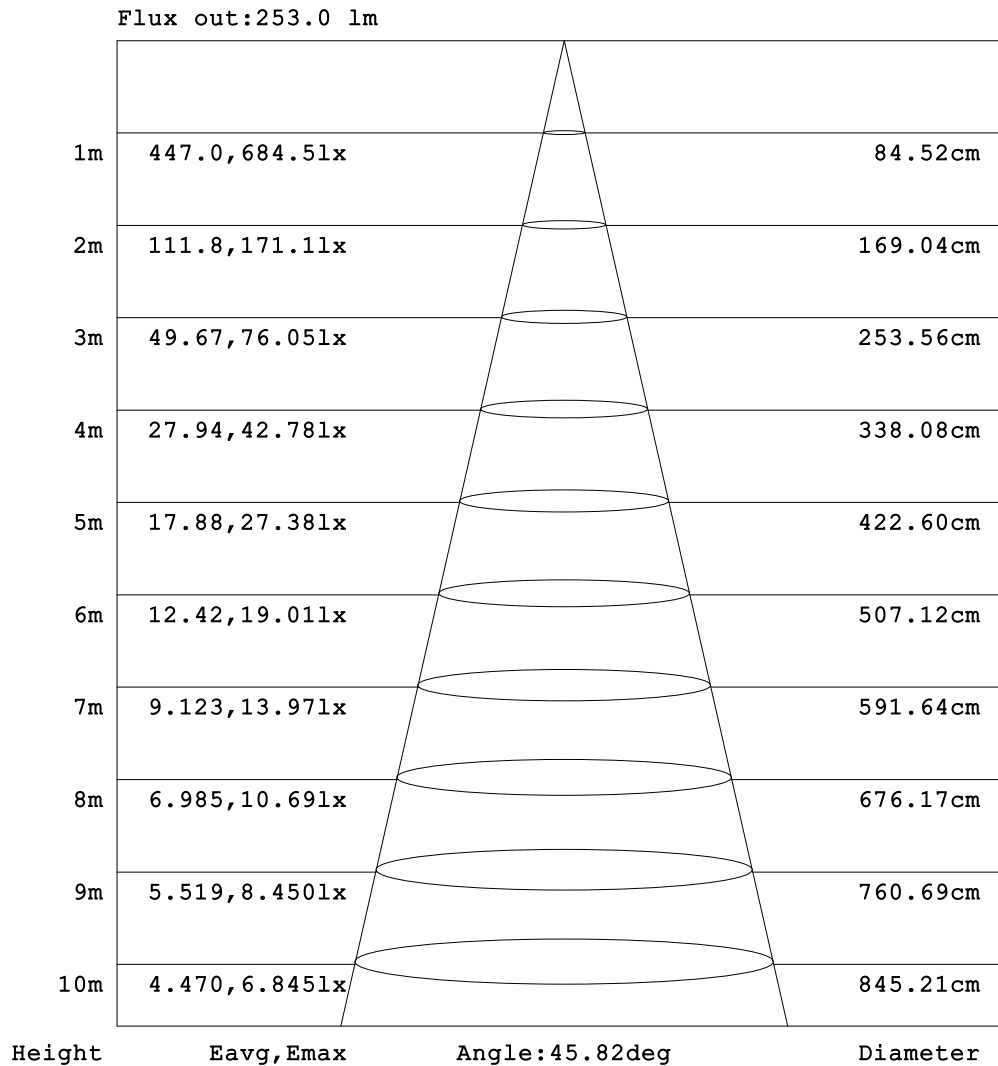 Flux out:253.0 lm
1m 447.0,684.5lx 84.52cm
2m 111.8,171.1lx 169.04cm
3m 49.67,76.05lx 253.56cm
4m 27.94,42.78lx 338.08cm
5m 17.88,27.38lx 422.60cm
6m 12.42,19.01lx 507.12cm
7m 9.123,13.97lx 591.64cm
8m 6.985,10.69lx 676.17cm
9m 5.519,8.450lx 760.69cm
10m 4.470,6.845lx 845.21cm
Height Eavg,Emax Angle:45.82deg Diameter